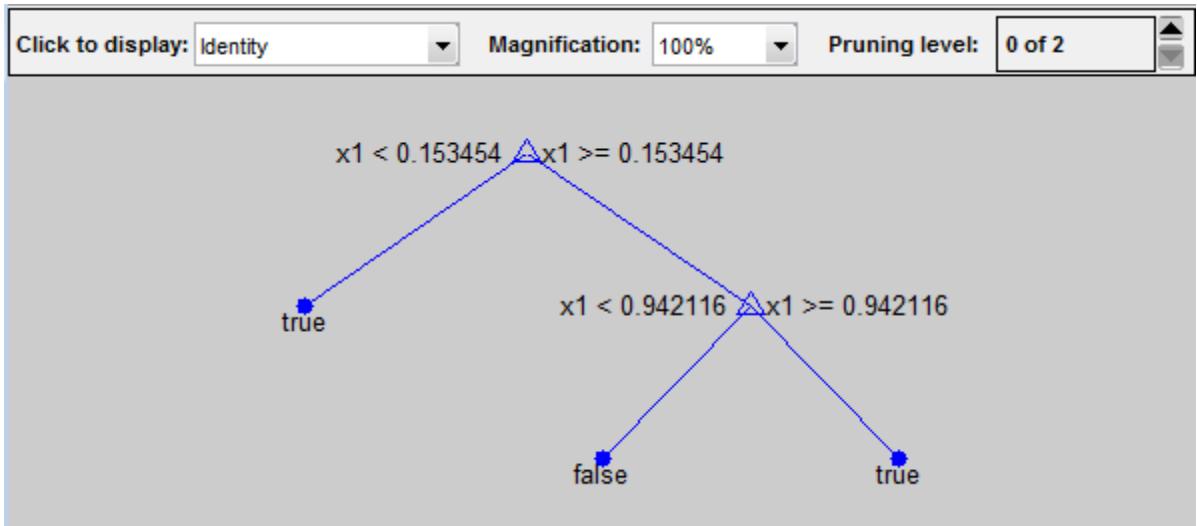 Click to display: Identity Magnification: 100% Pruning level: 0 of 2
x1 < 0.153454 x1 >= 0.153454
true
x1 < 0.942116 x1 >= 0.942116
false true